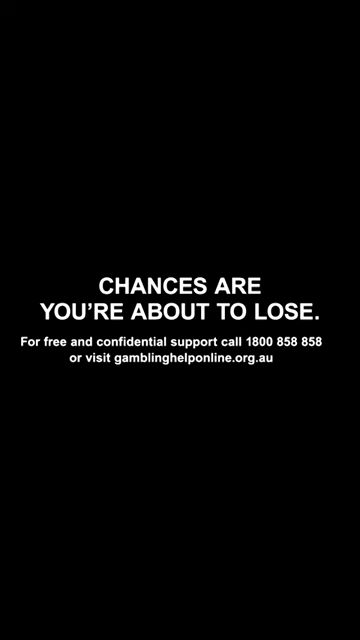 CHANCES ARE
YOU'RE ABOUT TO LOSE.
For free and confidential support call 1800 858 858
or visit gamblinghelponline.org.au